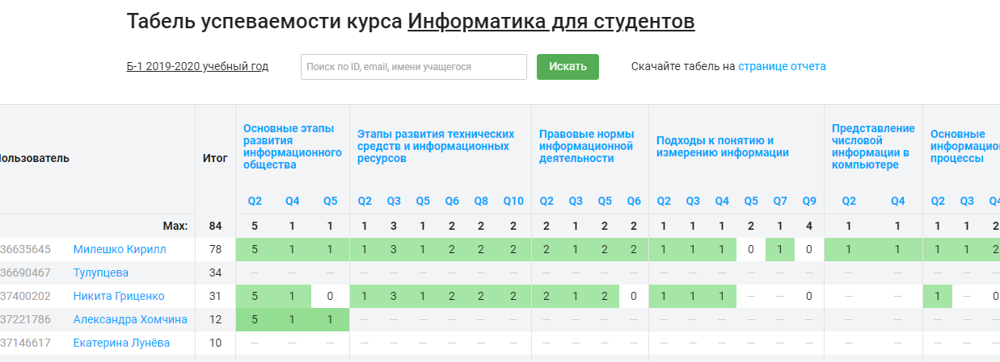 Табель успеваемости курса Информатика для студентов
Б-1 2019-2020 учебный год
Поиск по ID, email, имени учащегося
Искать
Скачайте табель на странице отчета
Итог
Основные этапы
развития
информационного
общества
Этапы развития технических
средств и информационных
ресурсов
Правовые нормы
информационной
деятельности
Подходы к понятию и
измерению информации
Представление
числовой
информации в
компьютере
Основные
процессы
Q2 Q4 Q5 Q2 Q3 Q5 Q6 Q8 Q10 Q2 Q3 Q5 Q6 Q2 Q3 Q4 Q5 Q7 Q9 Q2 Q4 Q2 Q3 Q4
Max: 84 5 1 1 1 3 1 2 2 2 2 1 2 2 1 1 1 2 1 4 1 1 1 1 2
36635645 Милешко Кирилл 78 5 1 1 1 3 1 2 2 2 2 1 2 2 1 1 1 0 1 0 1 1 1 1 2
36690467 Тулупцева 34 — — — — — — — — — — — — — — — — — — — — — — — —
37400202 Никита Гриценко 31 5 1 0 1 3 1 2 2 2 2 1 2 0 1 1 1 — — 0 — — 1 — 0
37221786 Александра Хомчина 12 5 1 1 — — — — — — — — — — — — — — — — — — — — —
37146617 Екатерина Лунёва 10 — — — — — — — — — — — — — — — — — — — — — — — —